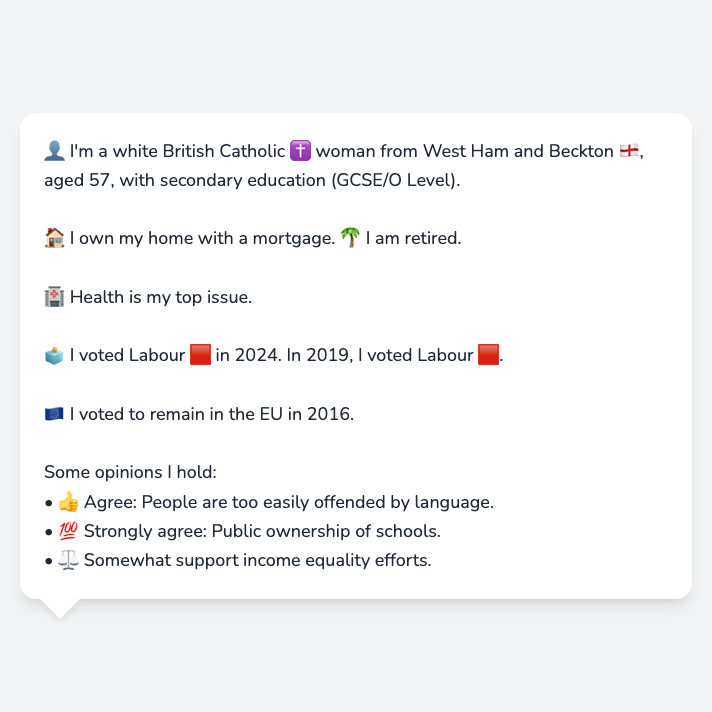 👤 I'm a white British Catholic ✝️ woman from West Ham and Beckton 🏴󠁧󠁢󠁥󠁮󠁧󠁿,
aged 57, with secondary education (GCSE/O Level).
🏠 I own my home with a mortgage. 🌴 I am retired.
🏥 Health is my top issue.
🗳️ I voted Labour 🟥 in 2024. In 2019, I voted Labour 🟥.
🇪🇺 I voted to remain in the EU in 2016.
Some opinions I hold:
• 👍 Agree: People are too easily offended by language.
• 💯 Strongly agree: Public ownership of schools.
• ⚖️ Somewhat support income equality efforts.